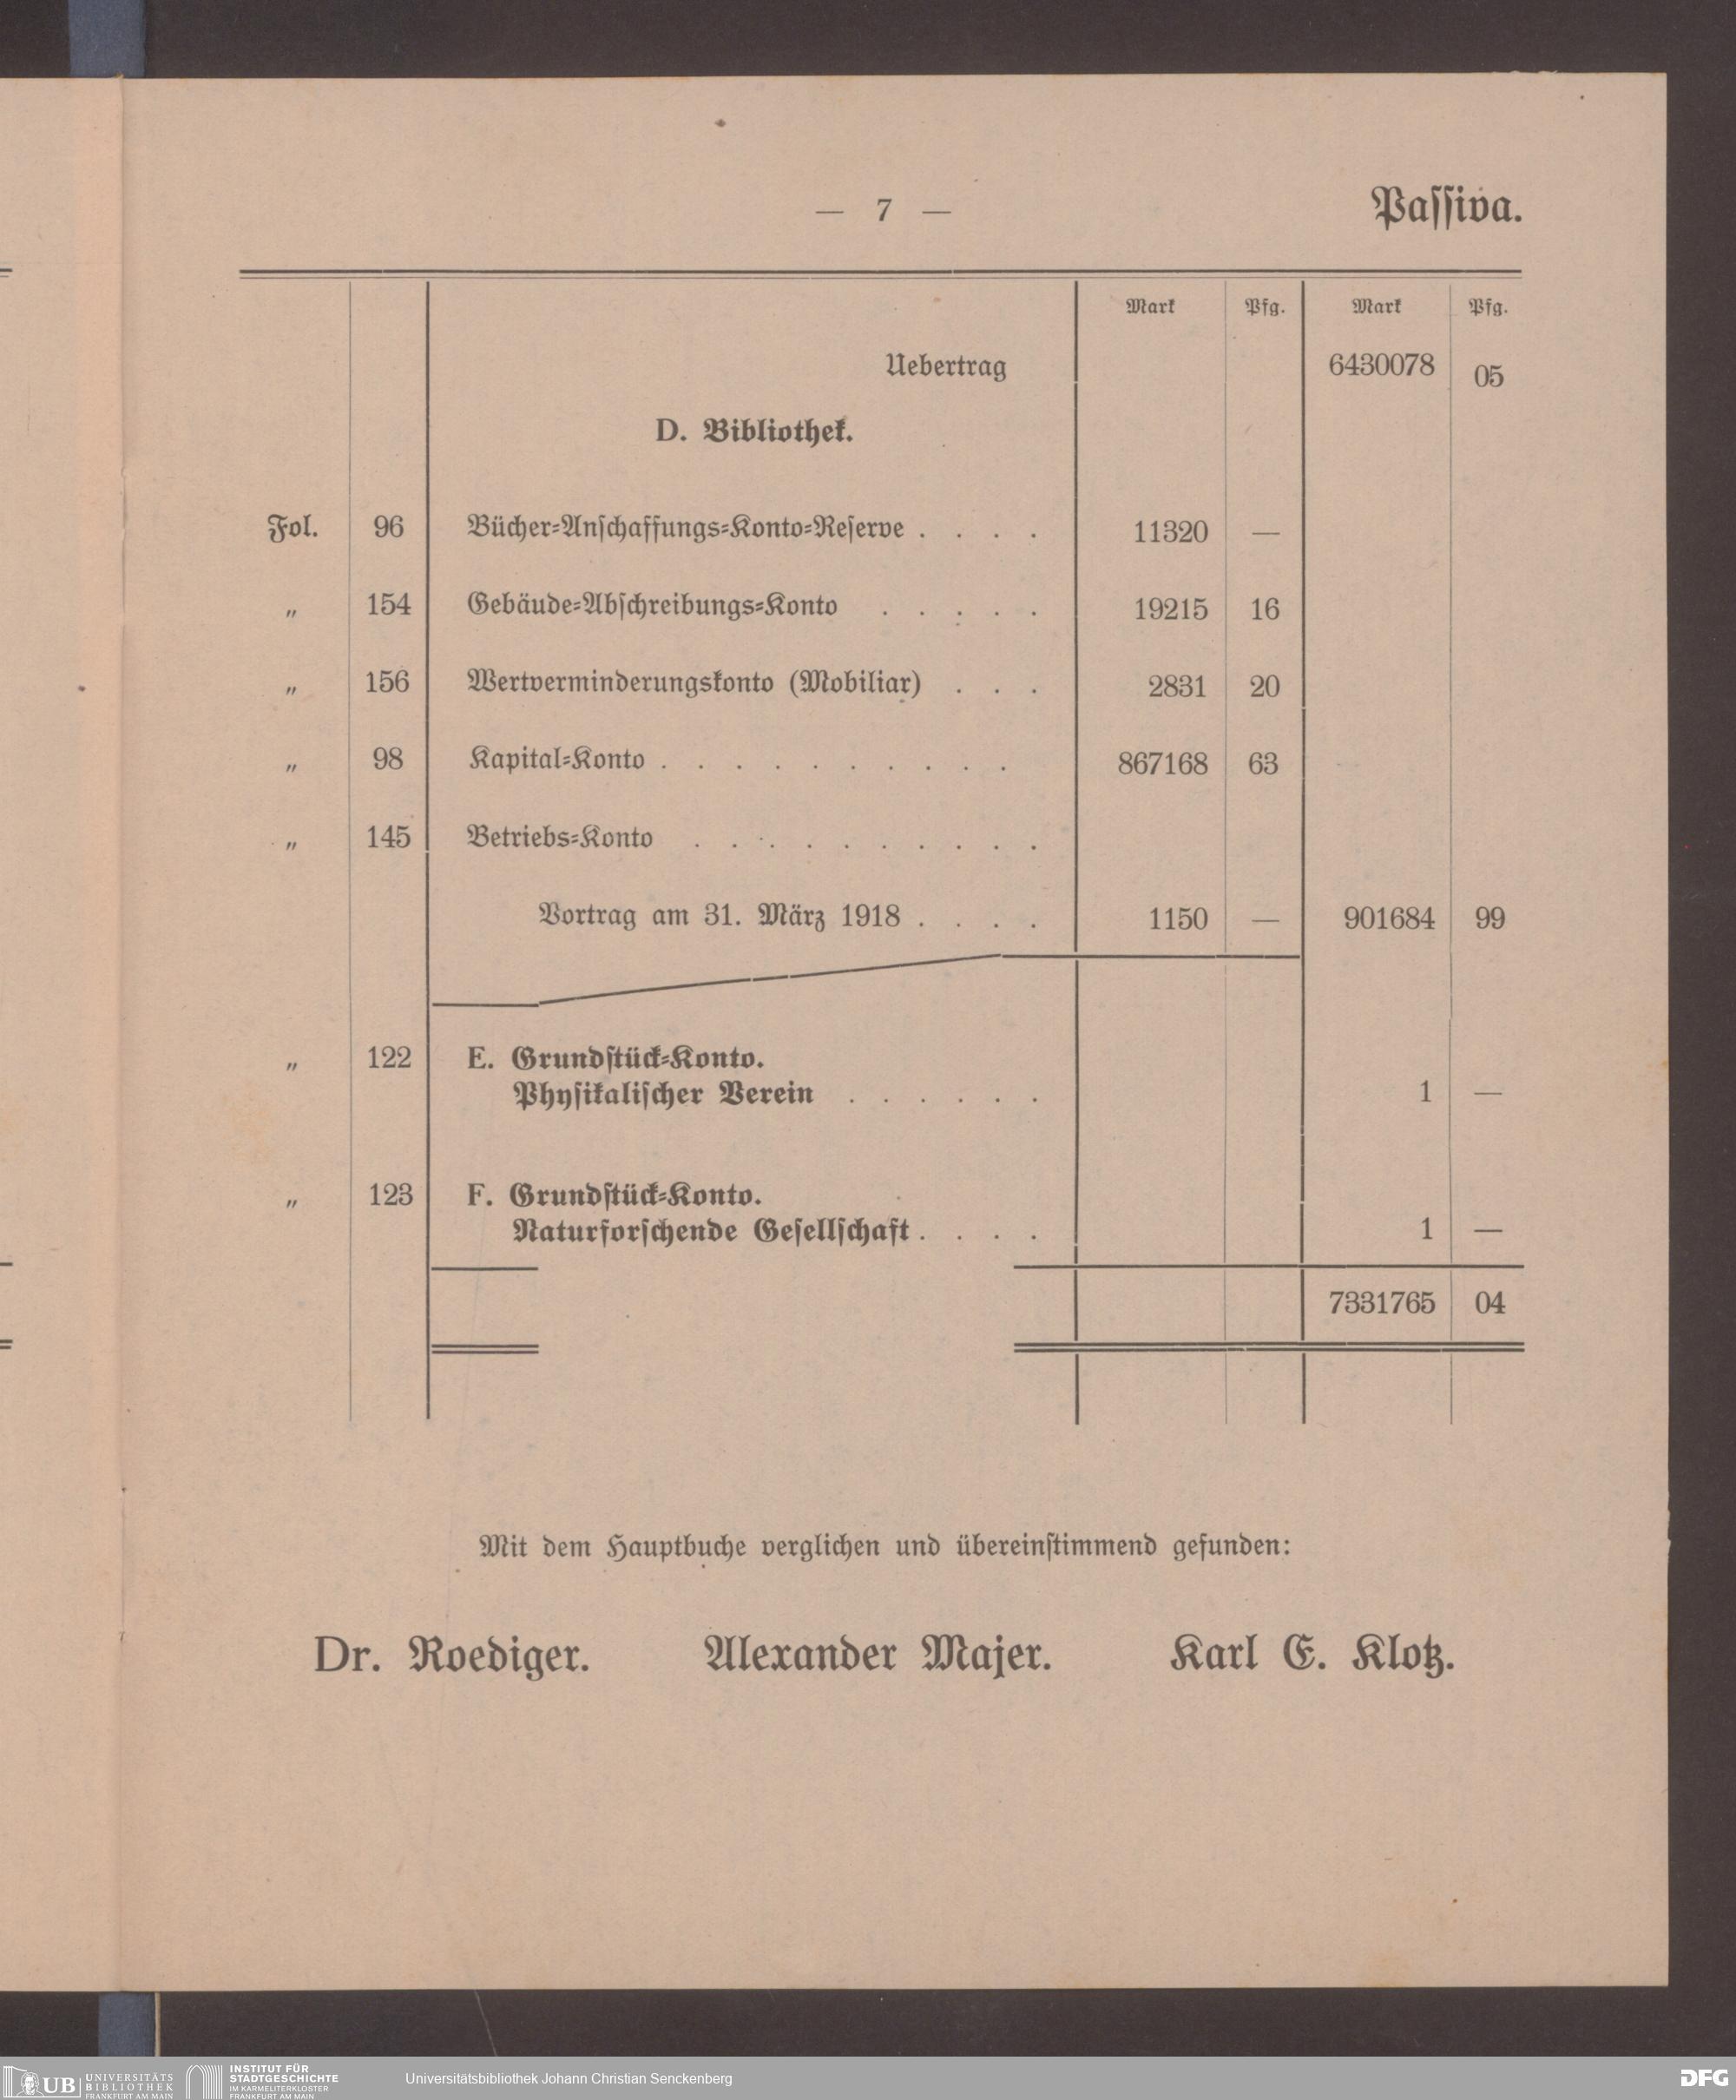 — 7 —
Passiva.
Mark Pfg. Mark Pfg.
Uebertrag 6430078 05
D. Bibliothek.
Fol. 96 Bücher-Anschaffungs-Konto-Reserve . . . . 11320 —
„ 154 Gebäude-Abschreibungs-Konto . . . . . 19215 16
„ 156 Wertverminderungskonto (Mobiliar) . . . 2831 20
„ 98 Kapital-Konto . . . . . . . . . . 867168 63
„ 145 Betriebs-Konto . . . . . . . . . .
Vortrag am 31. März 1918 . . . . 1150 — 901684 99
„ 122 E. Grundstück-Konto.
Physikalischer Verein . . . . . . 1 —
„ 123 F. Grundstück-Konto.
Naturforschende Gesellschaft . . . . 1 —
7331765 04
Mit dem Hauptbuche verglichen und übereinstimmend gefunden:
Dr. Roediger. Alexander Majer. Karl E. Klotz.
UB UNIVERSITÄTS BIBLIOTHEK FRANKFURT AM MAIN
INSTITUT FÜR STADTGESCHICHTE IM KARMELITERKLOSTER FRANKFURT AM MAIN
Universitätsbibliothek Johann Christian Senckenberg
DFG